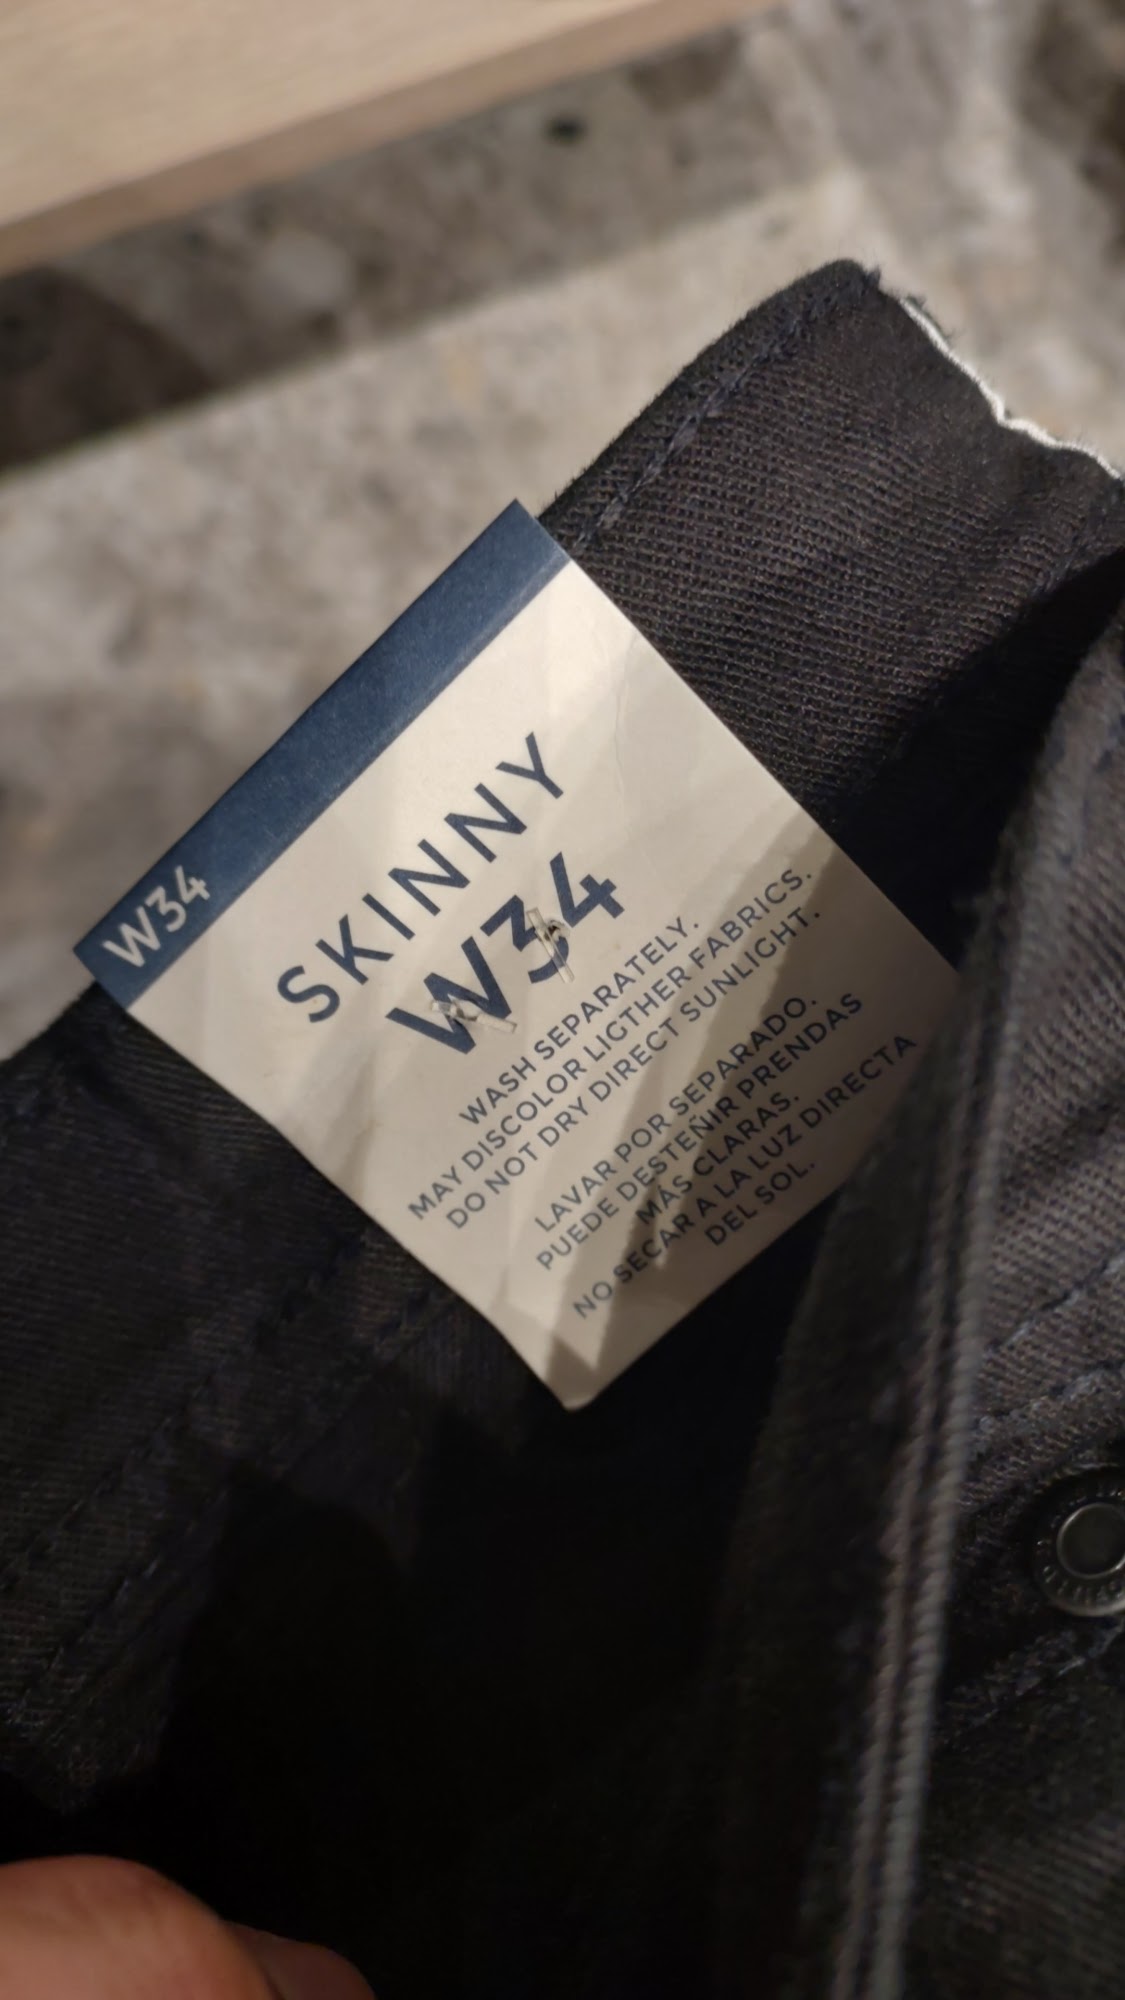 W34
SKINNY
W34
WASH SEPARATELY.
MAY DISCOLOR LIGTHER FABRICS.
DO NOT DRY DIRECT SUNLIGHT.
LAVAR POR SEPARADO.
PUEDE DESTEÑIR PRENDAS
MÁS CLARAS.
NO SECAR A LA LUZ DIRECTA
DEL SOL.